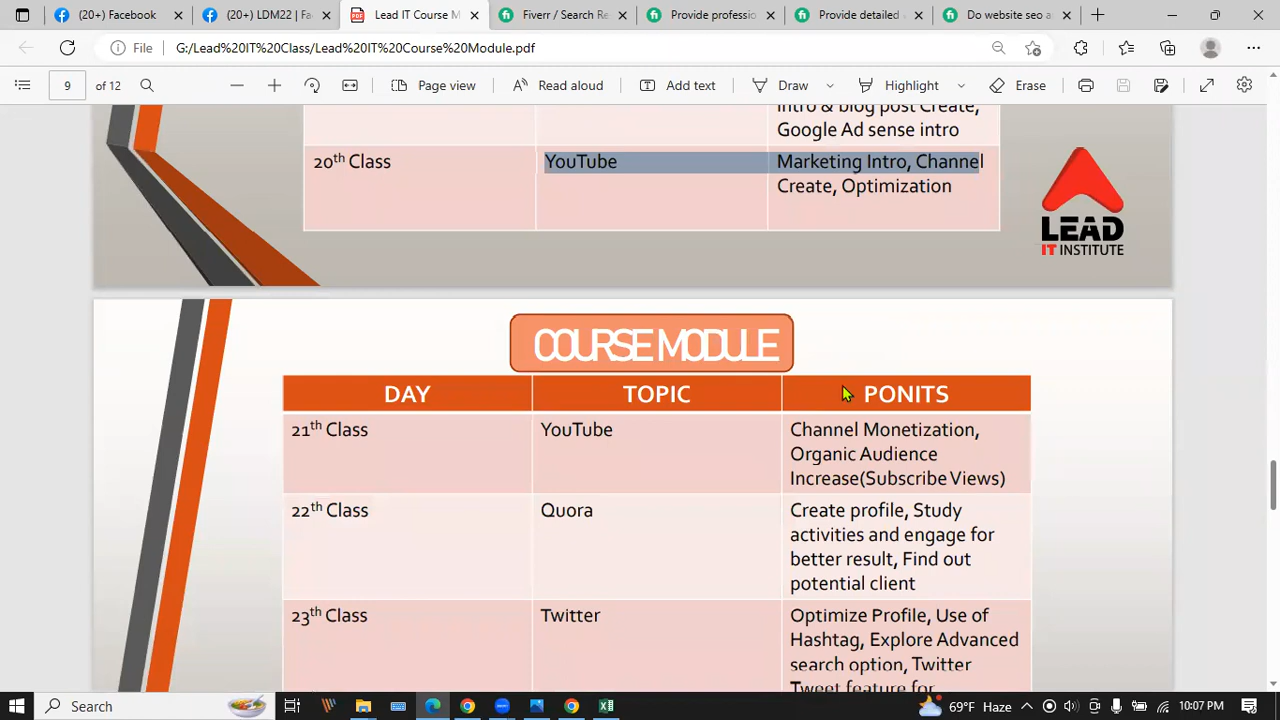 (20+) Facebook
(20+) LDM22 | Fa
Lead IT Course M
Fiverr / Search Re
Provide professio
Provide detailed
Do website seo a
File
G:/Lead%20IT%20Class/Lead%20IT%20Course%20Module.pdf
9
of 12
Page view
Read aloud
Add text
Draw
Highlight
Erase
intro & blog post Create,
Google Ad sense intro
20th Class
YouTube
Marketing Intro, Channel
Create, Optimization
LEAD
IT INSTITUTE
COURSE MODULE
DAY
TOPIC
PONITS
21th Class
YouTube
Channel Monetization,
Organic Audience
Increase(Subscribe Views)
22th Class
Quora
Create profile, Study
activities and engage for
better result, Find out
potential client
23th Class
Twitter
Optimize Profile, Use of
Hashtag, Explore Advanced
search option, Twitter
Tweet feature for
Search
69°F Haze
10:07 PM